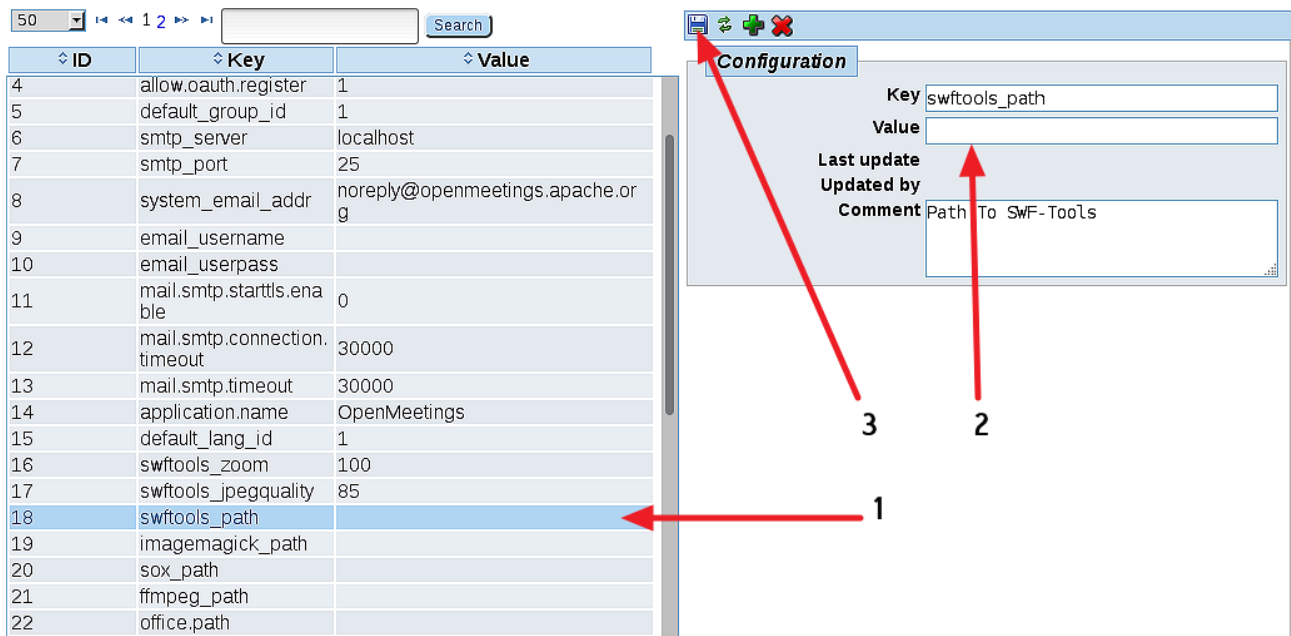 50 1 2 Search
ID Key Value
4 allow.oauth.register 1
5 default_group_id 1
6 smtp_server localhost
7 smtp_port 25
8 system_email_addr noreply@openmeetings.apache.or
g
9 email_username
10 email_userpass
11 mail.smtp.starttls.ena 0
ble
12 mail.smtp.connection. 30000
timeout
13 mail.smtp.timeout 30000
14 application.name OpenMeetings
15 default_lang_id 1
16 swftools_zoom 100
17 swftools_jpegquality 85
18 swftools_path
19 imagemagick_path
20 sox_path
21 ffmpeg_path
22 office.path
Configuration
Key swftools_path
Value
Last update
Updated by
Comment Path To SWF-Tools
3 2
1